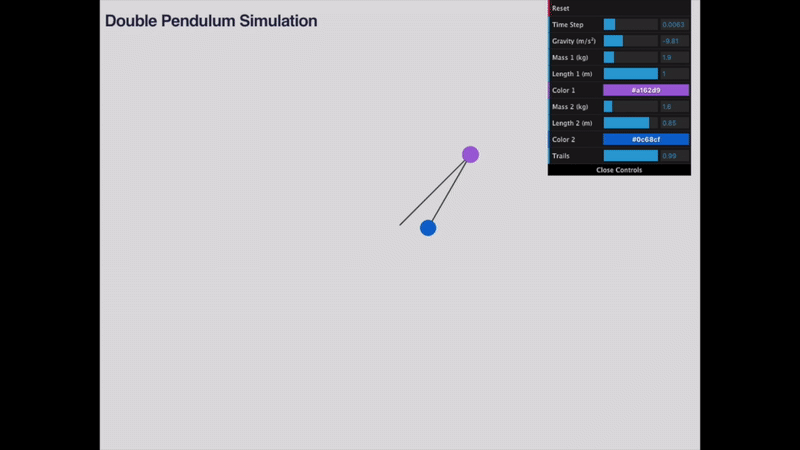 Double Pendulum Simulation
Reset
Time Step 0.0063
Gravity (m/s²) -9.81
Mass 1 (kg) 1.9
Length 1 (m) 1
Color 1 #a162d9
Mass 2 (kg) 1.6
Length 2 (m) 0.85
Color 2 #0c68cf
Trails 0.99
Close Controls